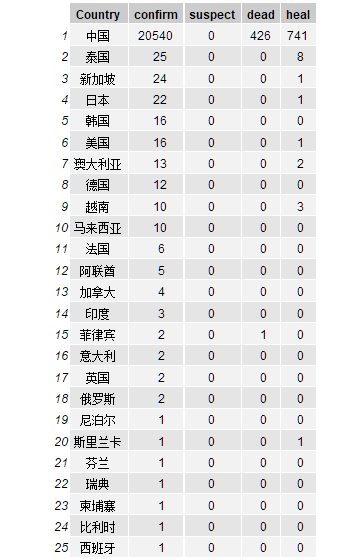 Country confirm suspect dead heal
1 中国 20540 0 426 741
2 泰国 25 0 0 8
3 新加坡 24 0 0 1
4 日本 22 0 0 1
5 韩国 16 0 0 0
6 美国 16 0 0 1
7 澳大利亚 13 0 0 2
8 德国 12 0 0 0
9 越南 10 0 0 3
10 马来西亚 10 0 0 0
11 法国 6 0 0 0
12 阿联酋 5 0 0 0
13 加拿大 4 0 0 0
14 印度 3 0 0 0
15 菲律宾 2 0 1 0
16 意大利 2 0 0 0
17 英国 2 0 0 0
18 俄罗斯 2 0 0 0
19 尼泊尔 1 0 0 0
20 斯里兰卡 1 0 0 1
21 芬兰 1 0 0 0
22 瑞典 1 0 0 0
23 柬埔寨 1 0 0 0
24 比利时 1 0 0 0
25 西班牙 1 0 0 0